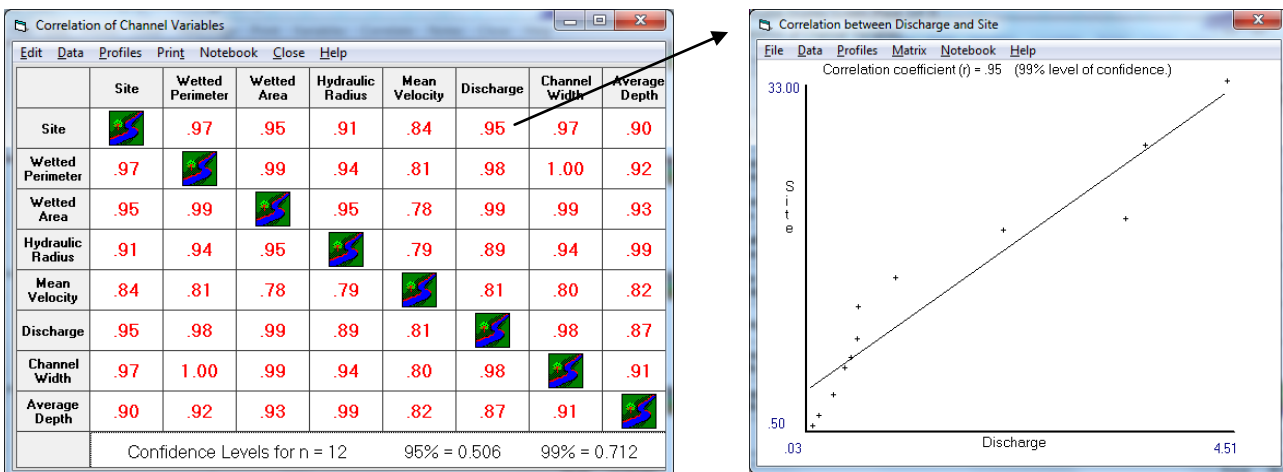 Correlation of Channel Variables
Edit Data Profiles Print Notebook Close Help
Site Wetted Perimeter Wetted Area Hydraulic Radius Mean Velocity Discharge Channel Width Average Depth
Site .97 .95 .91 .84 .95 .97 .90
Wetted Perimeter .97 .99 .94 .81 .98 1.00 .92
Wetted Area .95 .99 .95 .78 .99 .99 .93
Hydraulic Radius .91 .94 .95 .79 .89 .94 .99
Mean Velocity .84 .81 .78 .79 .81 .80 .82
Discharge .95 .98 .99 .89 .81 .98 .87
Channel Width .97 1.00 .99 .94 .80 .98 .91
Average Depth .90 .92 .93 .99 .82 .87 .91
Confidence Levels for n = 12 95% = 0.506 99% = 0.712
Correlation between Discharge and Site
File Data Profiles Matrix Notebook Help
Correlation coefficient (r) = .95 (99% level of confidence.)
33.00
Site
.50
.03 Discharge 4.51